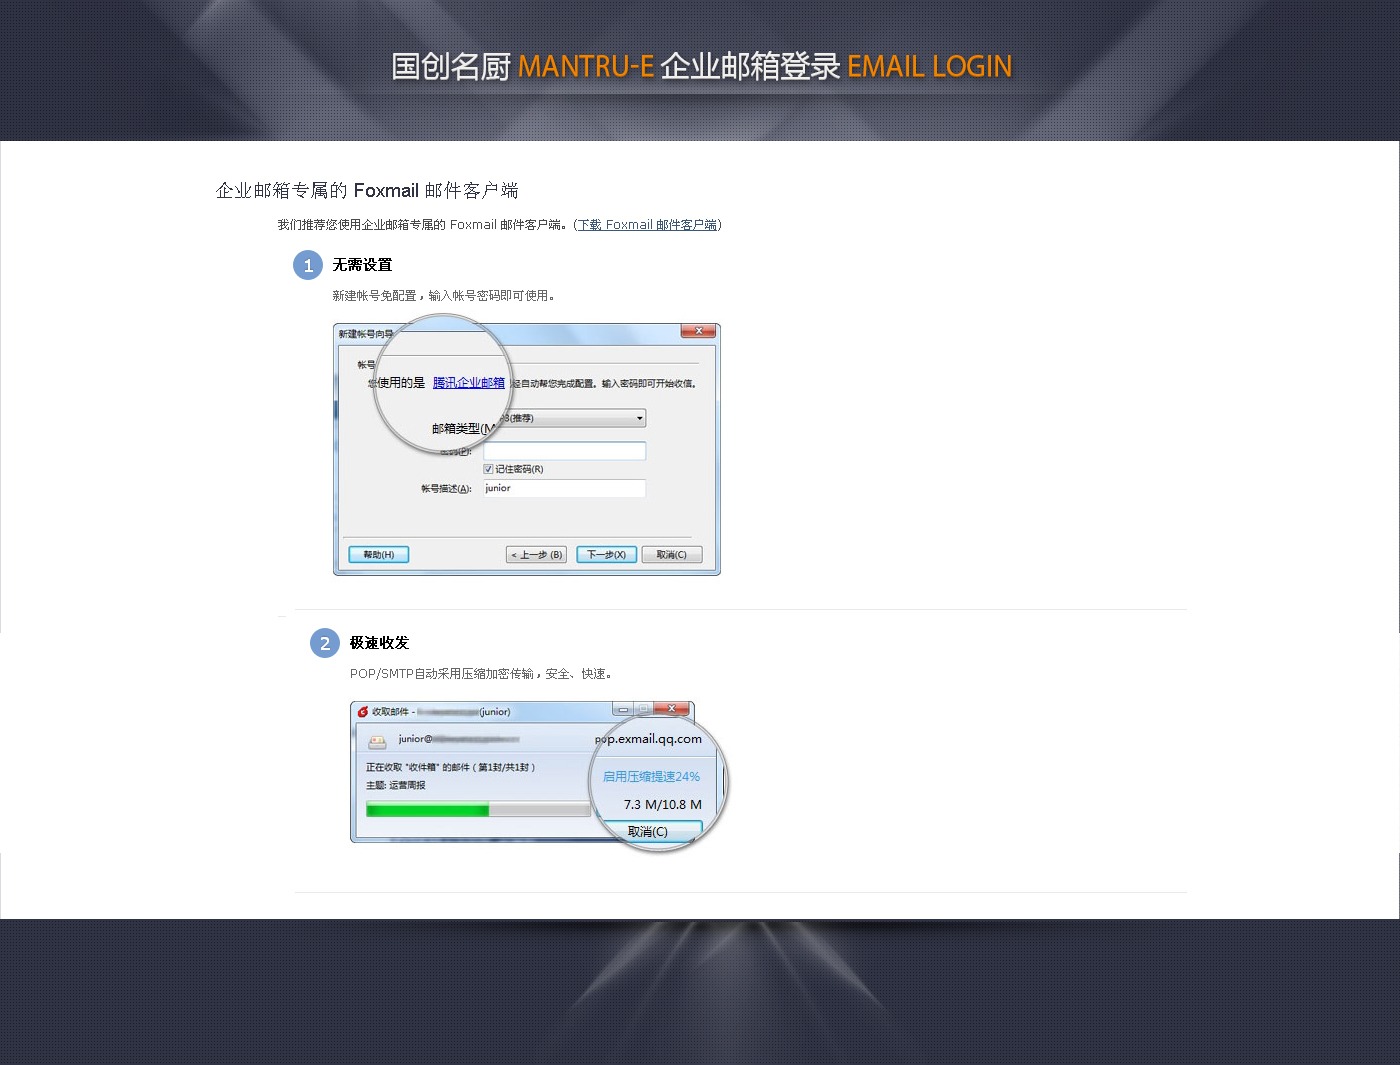 国创名厨 MANTRU-E 企业邮箱登录 EMAIL LOGIN
企业邮箱专属的 Foxmail 邮件客户端
我们推荐您使用企业邮箱专属的 Foxmail 邮件客户端。(下载 Foxmail 邮件客户端)
1 无需设置
新建帐号免配置，输入帐号密码即可使用。
新建帐号向导
帐号
您使用的是 腾讯企业邮箱 经自动帮您完成配置。输入密码即可开始收信。
邮箱类型(M 3(推荐)
密码(P):
记住密码(R)
帐号描述(A): junior
帮助(H) < 上一步 (B) 下一步(X) 取消(C)
2 极速收发
POP/SMTP自动采用压缩加密传输，安全、快速。
收取邮件 - (junior)
junior@ pop.exmail.qq.com
正在收取 "收件箱" 的邮件 ( 第1封/共1封 ) 启用压缩提速24%
主题: 运营周报
7.3 M/10.8 M
取消(C)